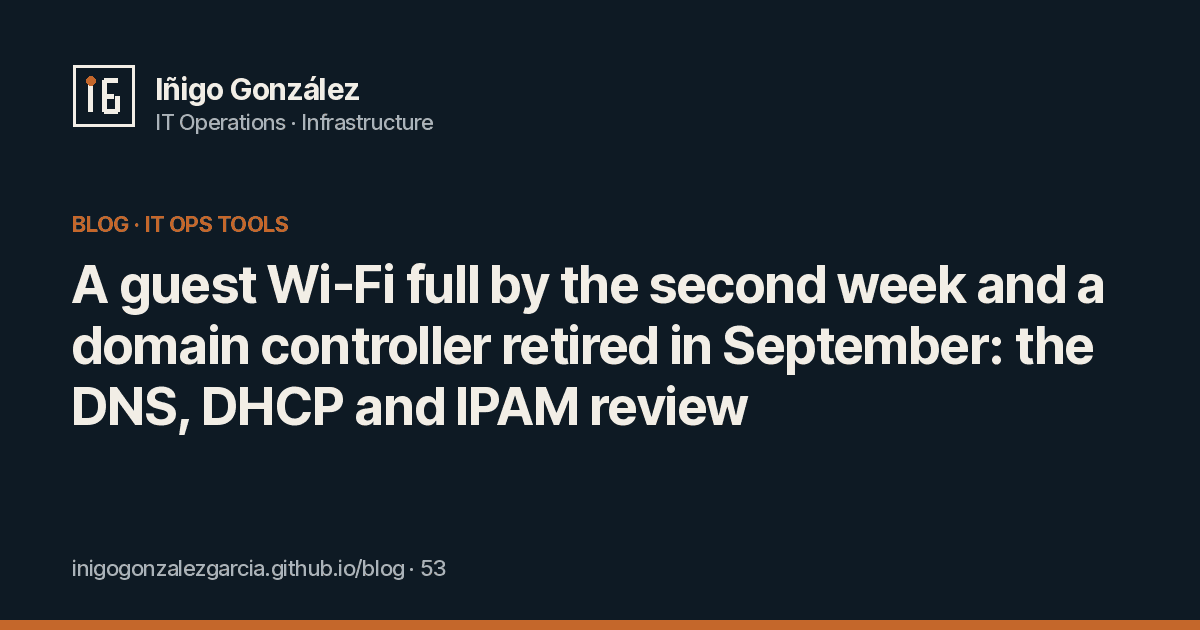 iG
Iñigo González
IT Operations · Infrastructure
BLOG · IT OPS TOOLS
A guest Wi-Fi full by the second week and a
domain controller retired in September: the
DNS, DHCP and IPAM review
inigogonzalezgarcia.github.io/blog · 53